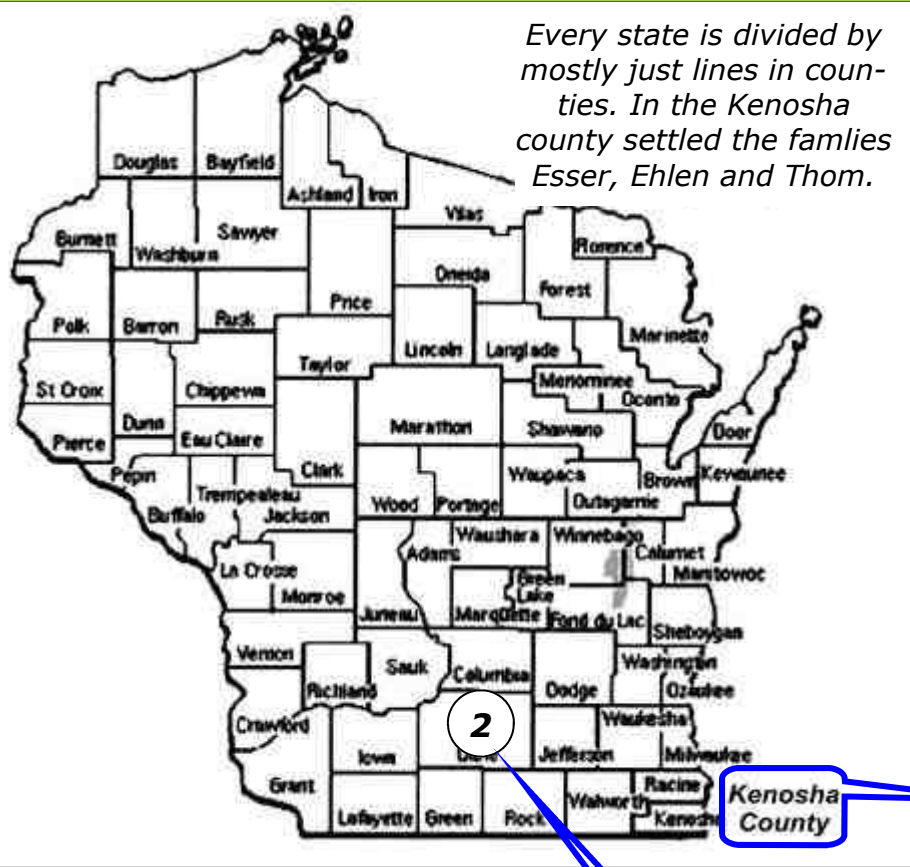 Every state is divided by
mostly just lines in coun-
ties. In the Kenosha
county settled the famlies
Esser, Ehlen and Thom.
Douglas
Bayfield
Ashland
Iron
Vilas
Burnett
Washburn
Sawyer
Florence
Oneida
Forest
Price
Polk
Barron
Rusk
Marinette
Lincoln
Langlade
Taylor
St Croix
Chippewa
Menominee
Oconto
Dunn
Marathon
Shawano
Door
Pierce
Eau Claire
Clark
Pepin
Waupaca
Brown
Kewaunee
Trempealeau
Wood
Portage
Outagamie
Buffalo
Jackson
Waushara
Winnebago
Adams
Calumet
La Crosse
Manitowoc
Green
Lake
Monroe
Juneau
Marquette
Fond du Lac
Sheboygan
Vernon
Sauk
Columbia
Washington
Richland
Dodge
Ozaukee
Crawford
2
Waukesha
Iowa
Jefferson
Milwaukee
Grant
Racine
Walworth
Lafayette
Green
Rock
Kenosha
Kenosha
County